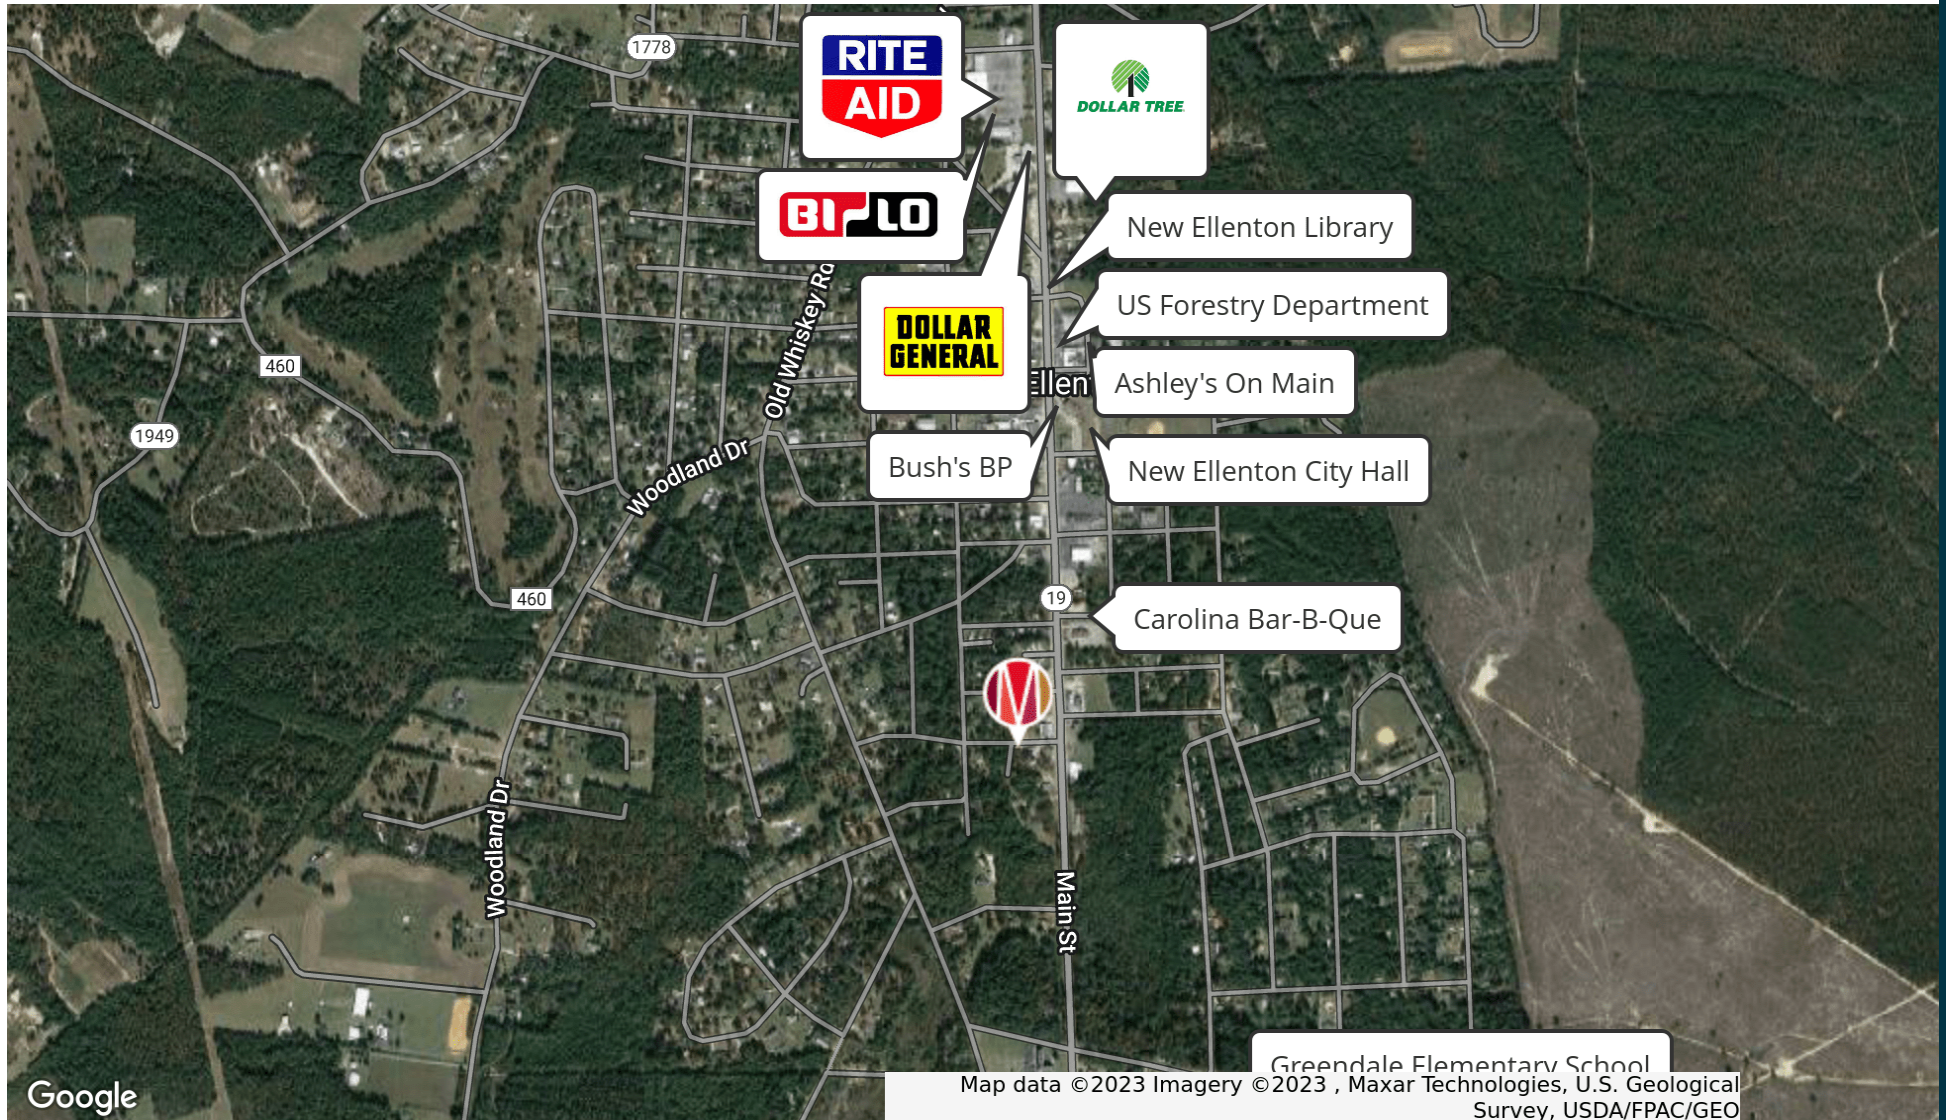 1778
RITE
AID
DOLLAR TREE
BI-LO
New Ellenton Library
Old Whiskey Rd
US Forestry Department
DOLLAR
GENERAL
460
Ashley's On Main
Ellen
1949
Woodland Dr
Bush's BP
New Ellenton City Hall
460
19
Carolina Bar-B-Que
M
Woodland Dr
Main St
Greendale Elementary School
Google
Map data ©2023 Imagery ©2023 , Maxar Technologies, U.S. Geological
Survey, USDA/FPAC/GEO